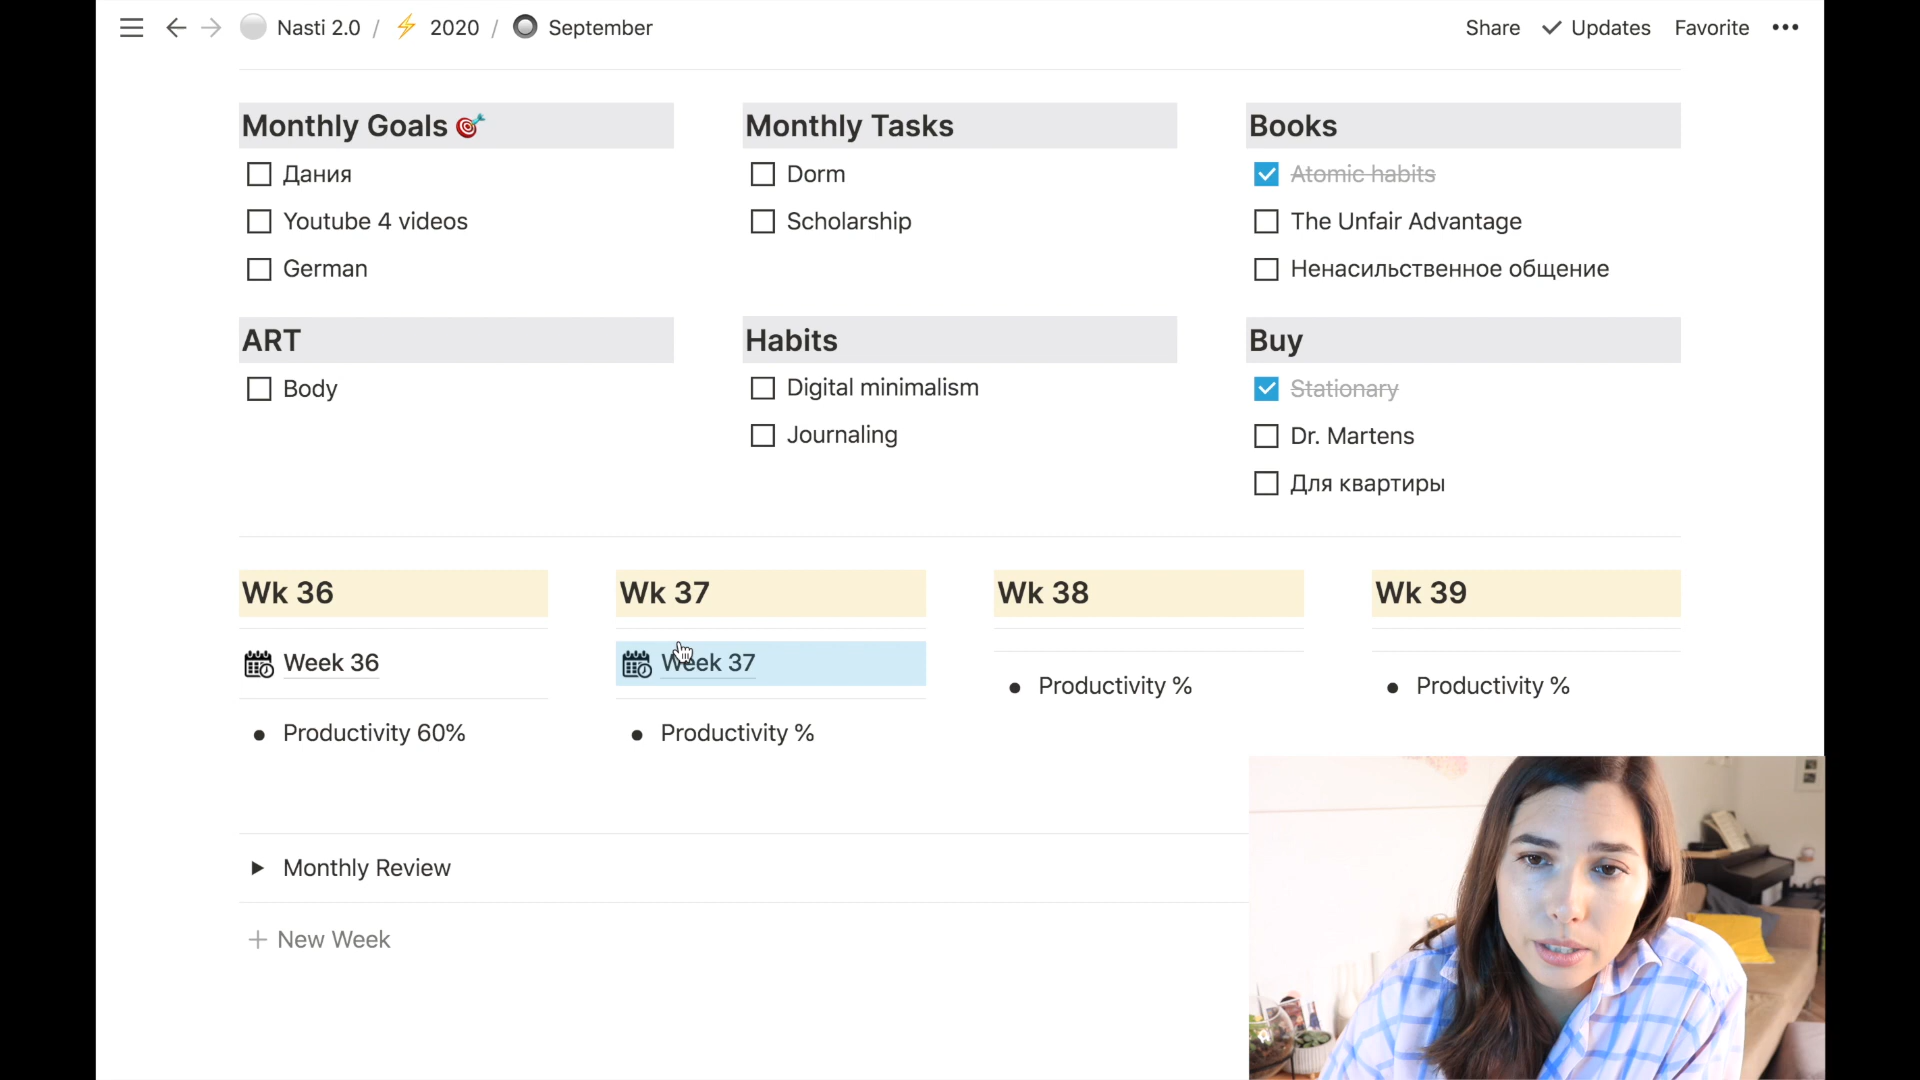 Nasti 2.0 / 2020 / September
Share Updates Favorite
Monthly Goals
Дания
Youtube 4 videos
German
Monthly Tasks
Dorm
Scholarship
Books
Atomic habits
The Unfair Advantage
Ненасильственное общение
ART
Body
Habits
Digital minimalism
Journaling
Buy
Stationary
Dr. Martens
Для квартиры
Wk 36
Week 36
Productivity 60%
Wk 37
Week 37
Productivity %
Wk 38
Productivity %
Wk 39
Productivity %
Monthly Review
New Week